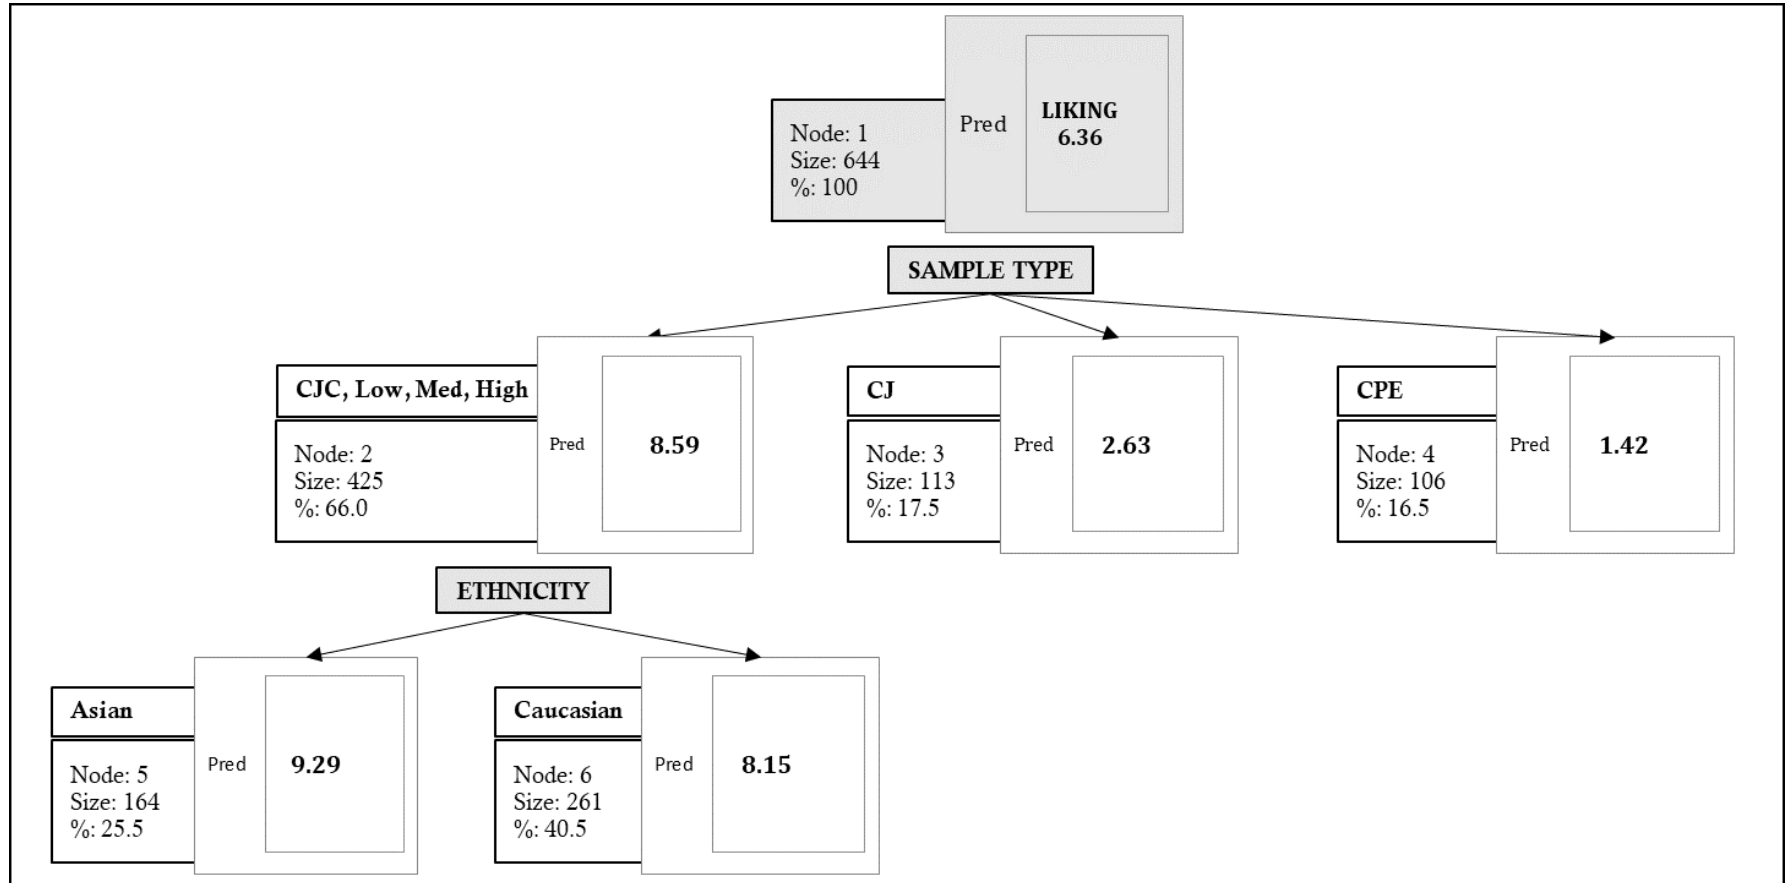 LIKING
6.36
Pred
Node: 1
Size: 644
%: 100
SAMPLE TYPE
CJC, Low, Med, High
Node: 2
Size: 425
%: 66.0
Pred
8.59
CJ
Node: 3
Size: 113
%: 17.5
Pred
2.63
CPE
Node: 4
Size: 106
%: 16.5
Pred
1.42
ETHNICITY
Asian
Node: 5
Size: 164
%: 25.5
Pred
9.29
Caucasian
Node: 6
Size: 261
%: 40.5
Pred
8.15